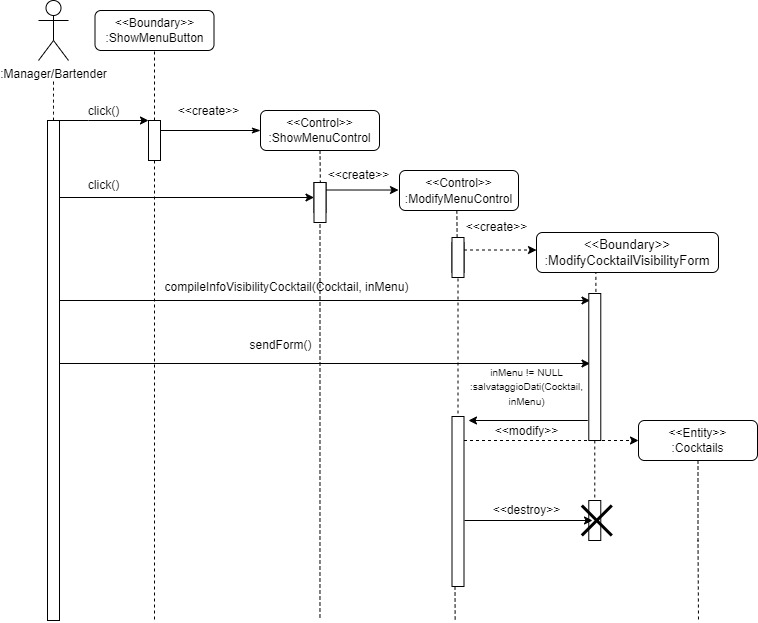 <<Boundary>>
:ShowMenuButton
:Manager/Bartender
click()
<<create>>
<<Control>>
:ShowMenuControl
click()
<<create>>
<<Control>>
:ModifyMenuControl
<<create>>
<<Boundary>>
:ModifyCocktailVisibilityForm
compileInfoVisibilityCocktail(Cocktail, inMenu)
sendForm()
inMenu != NULL
:salvataggioDati(Cocktail,
inMenu)
<<modify>>
<<Entity>>
:Cocktails
<<destroy>>